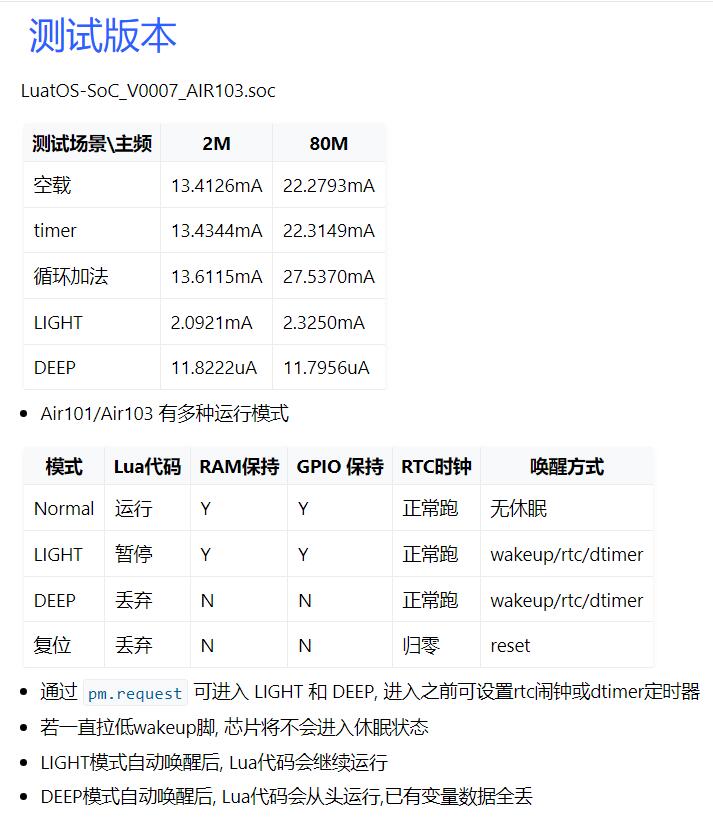 测试版本
LuatOS-SoC_V0007_AIR103.soc
测试场景\主频 2M 80M
空载 13.4126mA 22.2793mA
timer 13.4344mA 22.3149mA
循环加法 13.6115mA 27.5370mA
LIGHT 2.0921mA 2.3250mA
DEEP 11.8222uA 11.7956uA
Air101/Air103 有多种运行模式
模式 Lua代码 RAM保持 GPIO 保持 RTC时钟 唤醒方式
Normal 运行 Y Y 正常跑 无休眠
LIGHT 暂停 Y Y 正常跑 wakeup/rtc/dtimer
DEEP 丢弃 N N 正常跑 wakeup/rtc/dtimer
复位 丢弃 N N 归零 reset
通过 pm.request 可进入 LIGHT 和 DEEP, 进入之前可设置rtc闹钟或dtimer定时器
若一直拉低wakeup脚, 芯片将不会进入休眠状态
LIGHT模式自动唤醒后, Lua代码会继续运行
DEEP模式自动唤醒后, Lua代码会从头运行,已有变量数据全丢